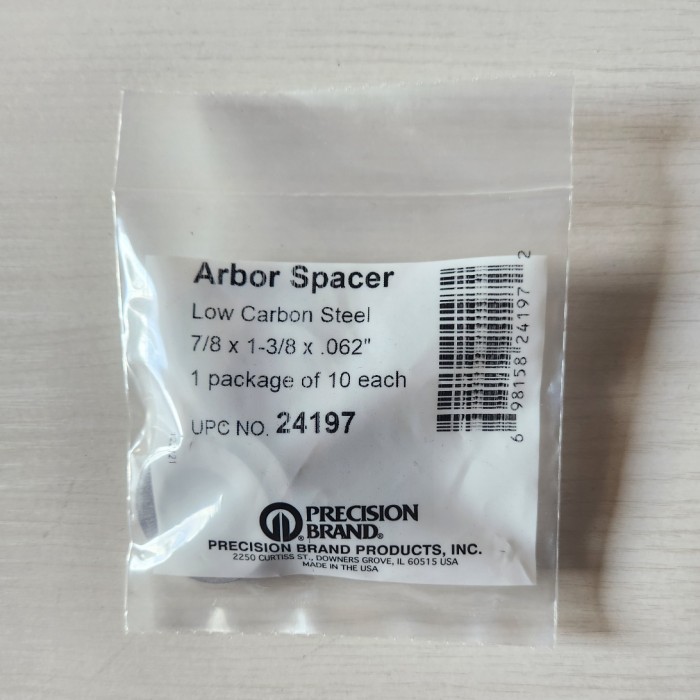 Arbor Spacer
Low Carbon Steel
7/8 x 1-3/8 x .062"
1 package of 10 each
UPC NO. 24197
6 98158 24197 2
PRECISION
BRAND®
PRECISION BRAND PRODUCTS, INC.
2250 CURTISS ST., DOWNERS GROVE, IL 60515 USA
MADE IN THE USA